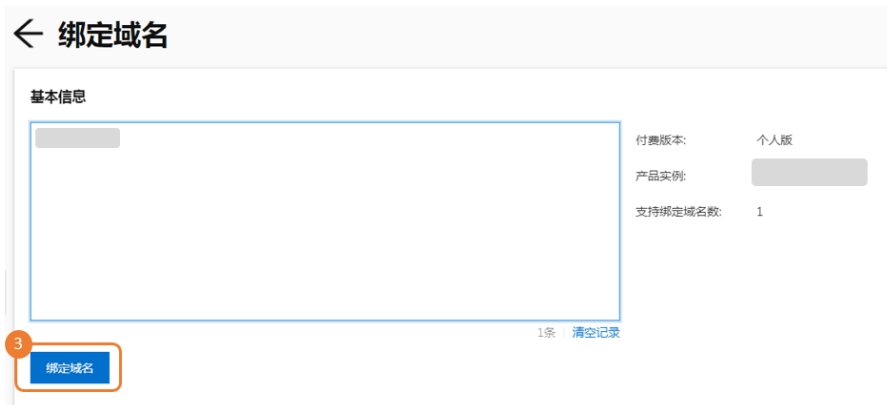 绑定域名
基本信息
付费版本: 个人版
产品实例:
支持绑定域名数: 1
1条 清空记录
3
绑定域名